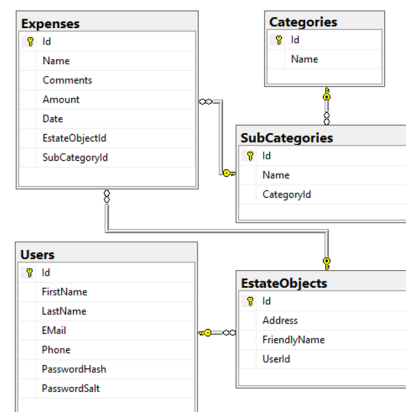 Expenses
Id
Name
Comments
Amount
Date
EstateObjectId
SubCategoryId
Categories
Id
Name
SubCategories
Id
Name
CategoryId
Users
Id
FirstName
LastName
EMail
Phone
PasswordHash
PasswordSalt
EstateObjects
Id
Address
FriendlyName
UserId